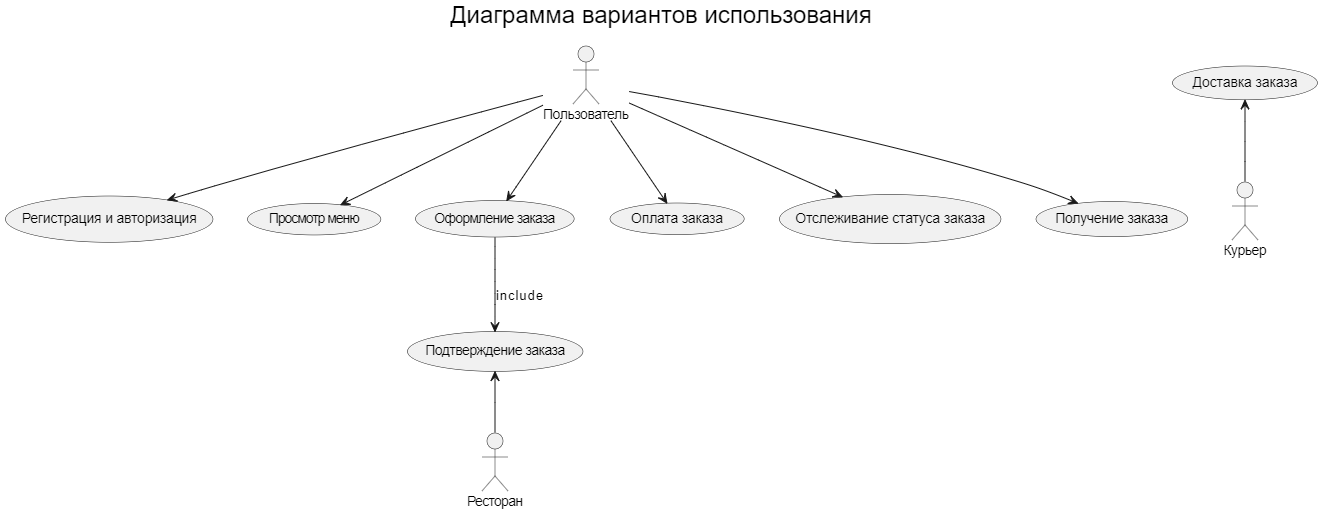 Диаграмма вариантов использования
Пользователь
Доставка заказа
Регистрация и авторизация
Просмотр меню
Оформление заказа
Оплата заказа
Отслеживание статуса заказа
Получение заказа
Курьер
include
Подтверждение заказа
Ресторан